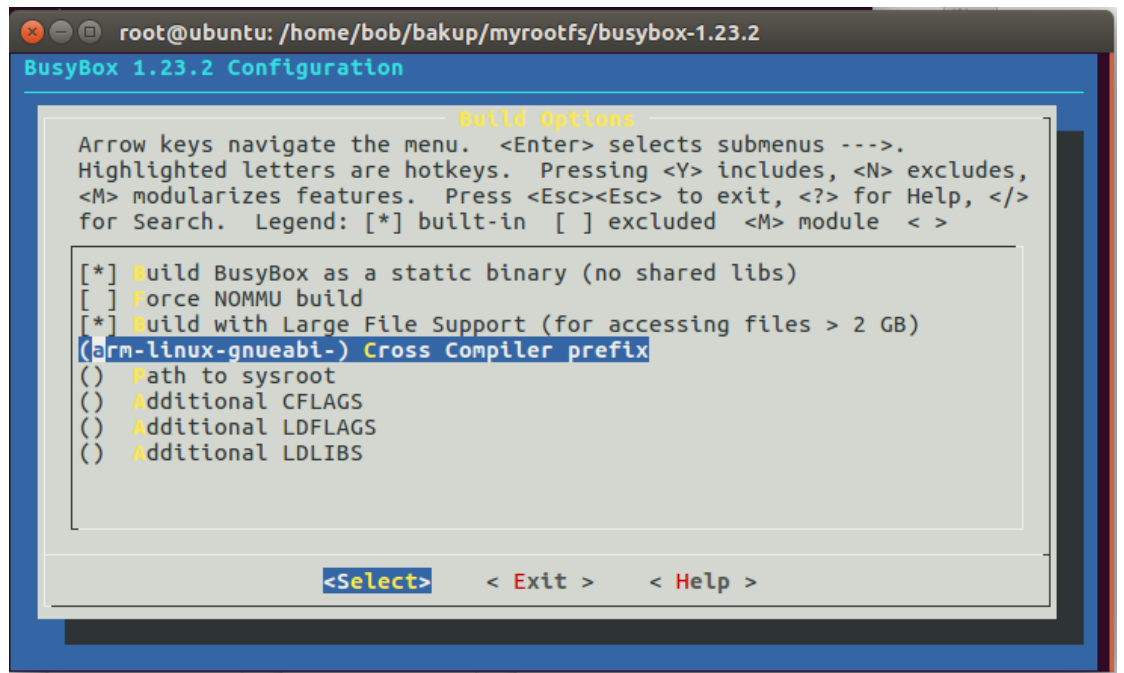 root@ubuntu: /home/bob/bakup/myrootfs/busybox-1.23.2
BusyBox 1.23.2 Configuration
Build Options
Arrow keys navigate the menu.  <Enter> selects submenus --->.
Highlighted letters are hotkeys.  Pressing <Y> includes, <N> excludes,
<M> modularizes features.  Press <Esc><Esc> to exit, <?> for Help, </>
for Search.  Legend: [*] built-in  [ ] excluded  <M> module  < >
[*] Build BusyBox as a static binary (no shared libs)
[ ] Force NOMMU build
[*] Build with Large File Support (for accessing files > 2 GB)
(arm-linux-gnueabi-) Cross Compiler prefix
()  Path to sysroot
()  Additional CFLAGS
()  Additional LDFLAGS
()  Additional LDLIBS
<Select>    < Exit >    < Help >